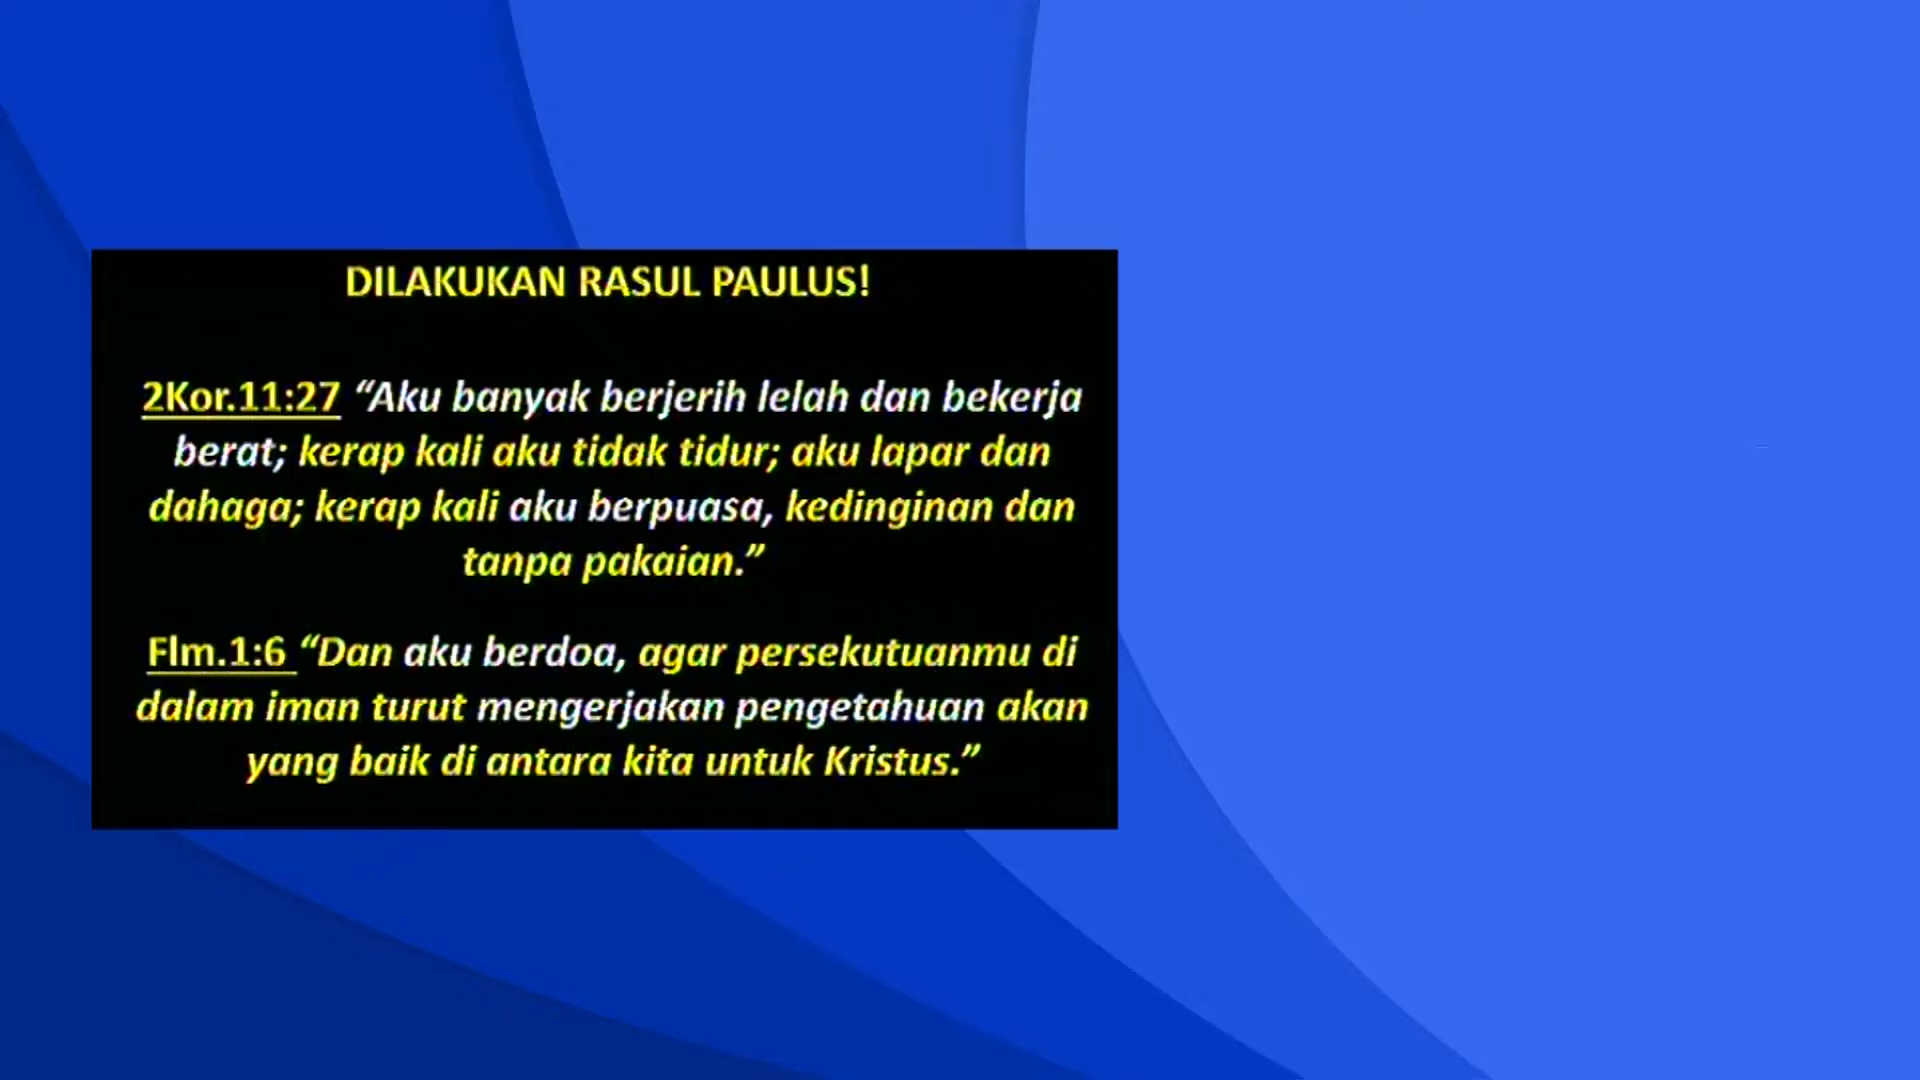 DILAKUKAN RASUL PAULUS!
2Kor.11:27 “Aku banyak berjerih lelah dan bekerja
berat; kerap kali aku tidak tidur; aku lapar dan
dahaga; kerap kali aku berpuasa, kedinginan dan
tanpa pakaian.”
Flm.1:6 “Dan aku berdoa, agar persekutuanmu di
dalam iman turut mengerjakan pengetahuan akan
yang baik di antara kita untuk Kristus.”